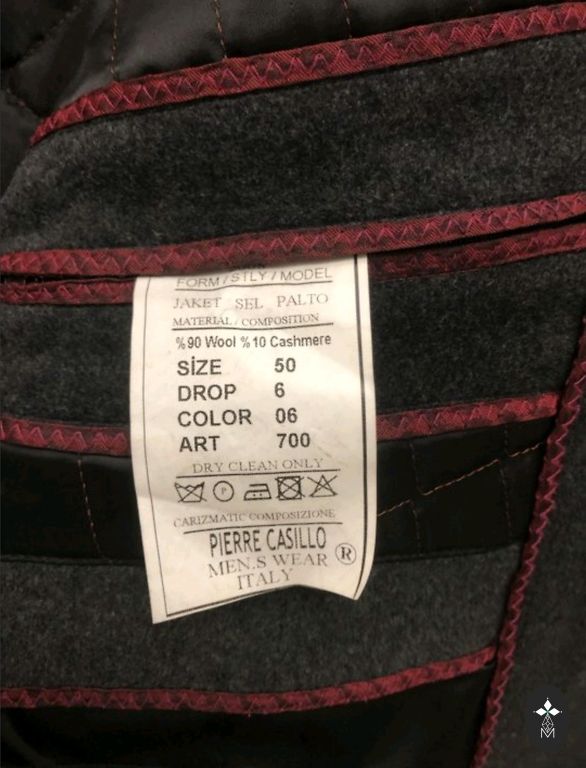 FORM / STLY / MODEL
JAKET SEL PALTO
MATERIAL / COMPOSITION
%90 Wool %10 Cashmere
SİZE 50
DROP 6
COLOR 06
ART 700
DRY CLEAN ONLY
P
CARIZMATIC COMPOSIZIONE
PIERRE CASILLO
MEN.S WEAR ®
ITALY
M